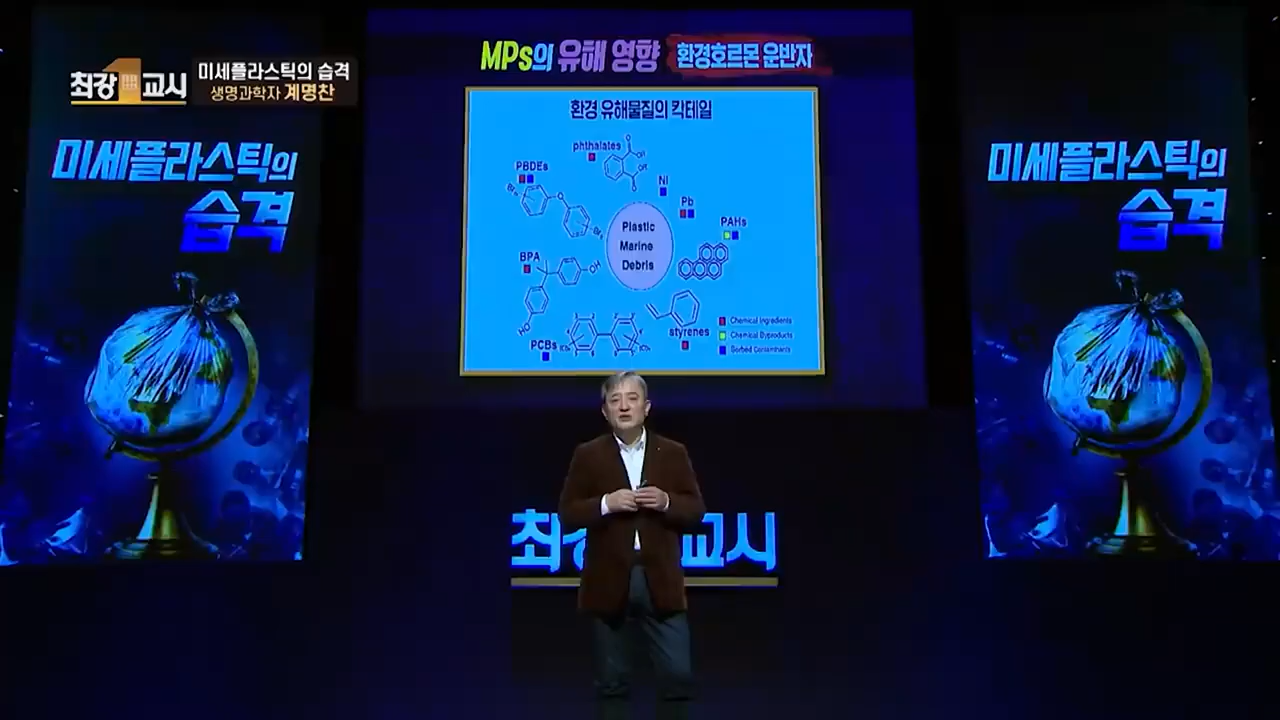 최강1교시
미세플라스틱의 습격
생명과학자 계명찬
MPs의 유해 영향 환경호르몬 운반자
환경 유해물질의 칵테일
phthalates
PBDEs
Ni
Pb
PAHs
BPA
Plastic
Marine
Debris
styrenes
PCBs
Chemical Ingredients
Chemical Byproducts
Sorbed Contaminants
미세플라스틱의
습격
미세플라스틱의
습격
최강 교시